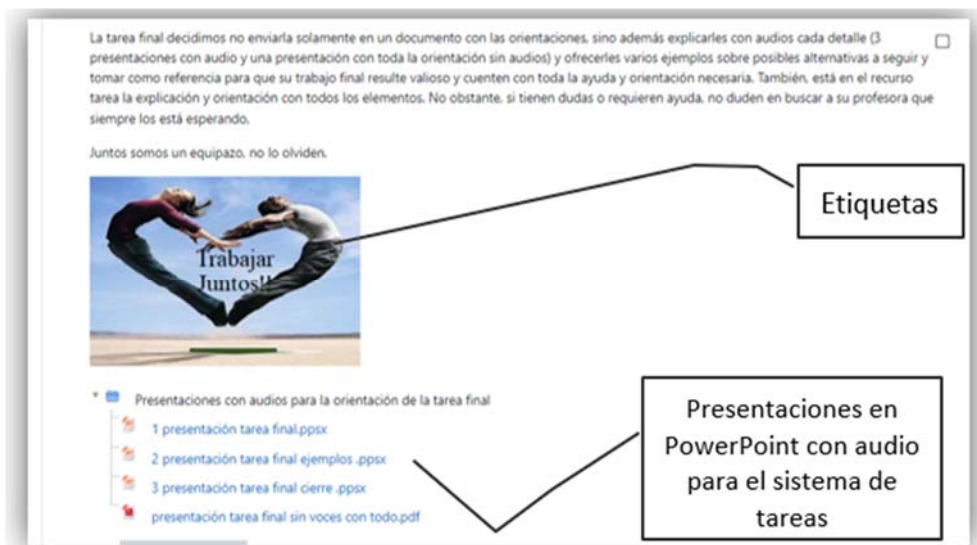 La tarea final decidimos no enviarla solamente en un documento con las orientaciones, sino además explicarles con audios cada detalle (3
presentaciones con audio y una presentación con toda la orientación sin audios) y ofrecerles varios ejemplos sobre posibles alternativas a seguir y
tomar como referencia para que su trabajo final resulte valioso y cuenten con toda la ayuda y orientación necesaria. También, está en el recurso
tarea la explicación y orientación con todos los elementos. No obstante, si tienen dudas o requieren ayuda, no duden en buscar a su profesora que
siempre los está esperando.
Juntos somos un equipazo, no lo olviden.
Etiquetas
Trabajar
Juntos!!
Presentaciones con audios para la orientación de la tarea final
1 presentación tarea final.ppsx
2 presentación tarea final ejemplos .ppsx
3 presentación tarea final cierre .ppsx
presentación tarea final sin voces con todo.pdf
Presentaciones en
PowerPoint con audio
para el sistema de
tareas